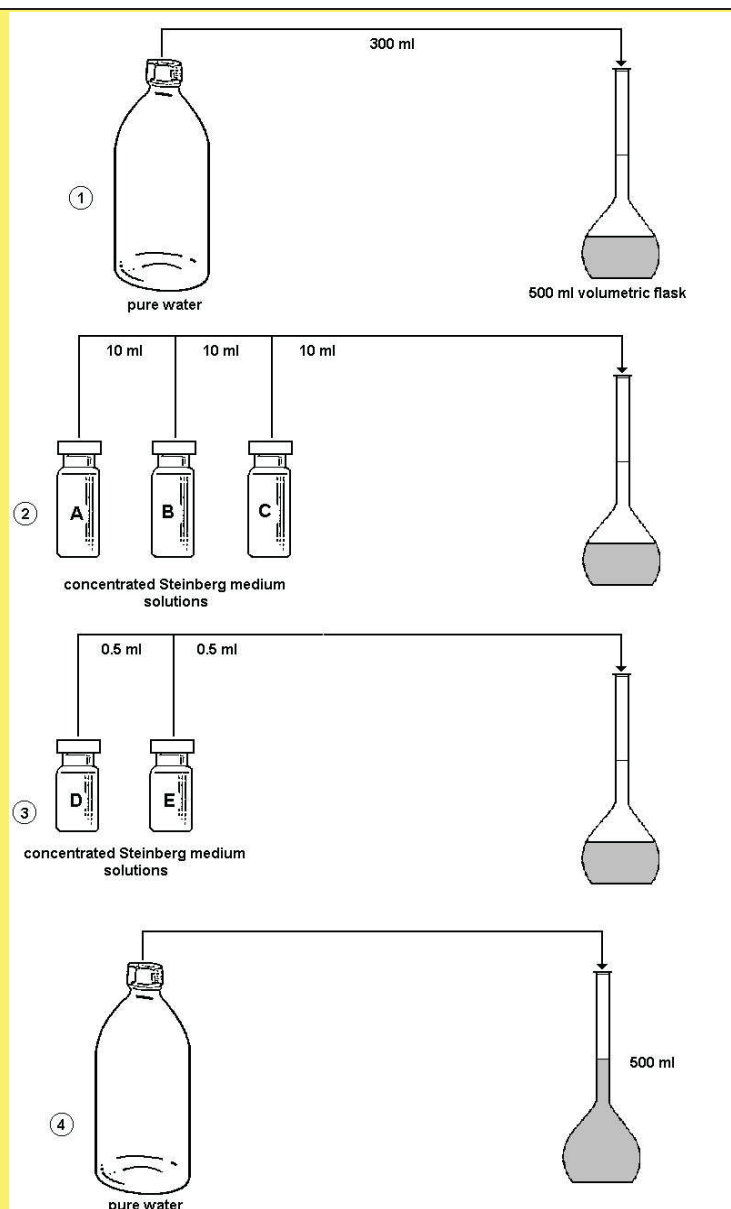 300 ml
1
pure water
500 ml volumetric flask
10 ml 10 ml 10 ml
2
A B C
concentrated Steinberg medium
solutions
0.5 ml 0.5 ml
D E
3
concentrated Steinberg medium
solutions
500 ml
4
pure water